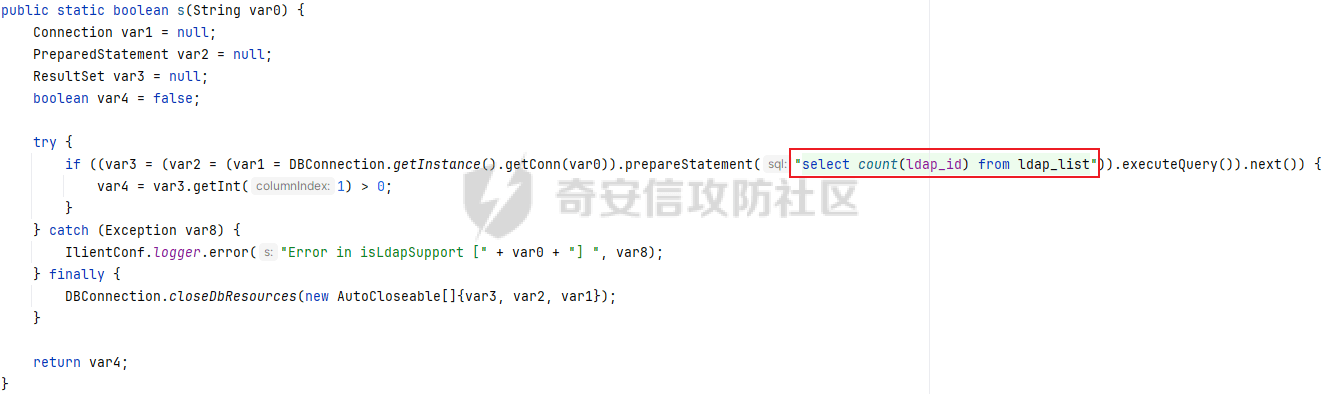 public static boolean s(String var0) {
    Connection var1 = null;
    PreparedStatement var2 = null;
    ResultSet var3 = null;
    boolean var4 = false;
    try {
        if ((var3 = (var2 = (var1 = DBConnection.getInstance().getConn(var0)).prepareStatement( sql: "select count(ldap_id) from ldap_list")).executeQuery()).next()) {
            var4 = var3.getInt( columnIndex: 1) > 0;
        }
    } catch (Exception var8) {
        IlientConf.logger.error( s: "Error in isLdapSupport [" + var0 + "] ", var8);
    } finally {
        DBConnection.closeDbResources(new AutoCloseable[]{var3, var2, var1});
    }
    return var4;
}
奇安信攻防社区